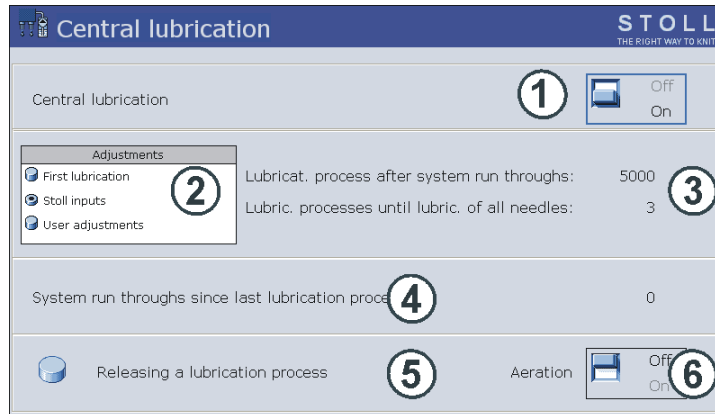 Central lubrication
STOLL
THE RIGHT WAY TO KNIT
Central lubrication
1
Off
On
Adjustments
First lubrication
Stoll inputs
User adjustments
2
Lubricat. process after system run throughs: 5000
Lubric. processes until lubric. of all needles: 3
3
System run throughs since last lubrication proce
4
0
Releasing a lubrication process
5
Aeration
Off
On
6